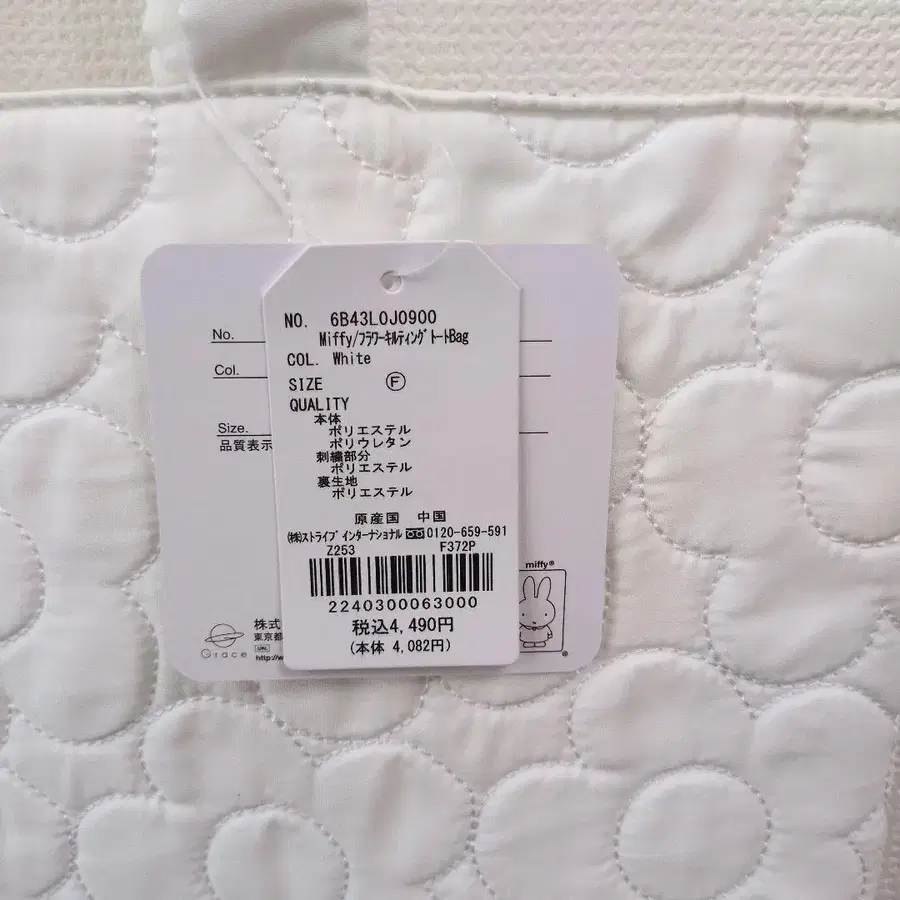 NO. 6B43L0J0900
Miffy/フラワーキルティングトートBag
COL. White
SIZE Ⓕ
QUALITY
本体
ポリエステル
ポリウレタン
刺繍部分
ポリエステル
裏生地
ポリエステル
原産国 中国
(株)ストライプインターナショナル 0120-659-591
Z253 F372P
2240300063000
税込4,490円
(本体 4,082円)
No.
Col.
Size.
品質表示
miffy®
®
Grace
株式
東京都
URL
http://w